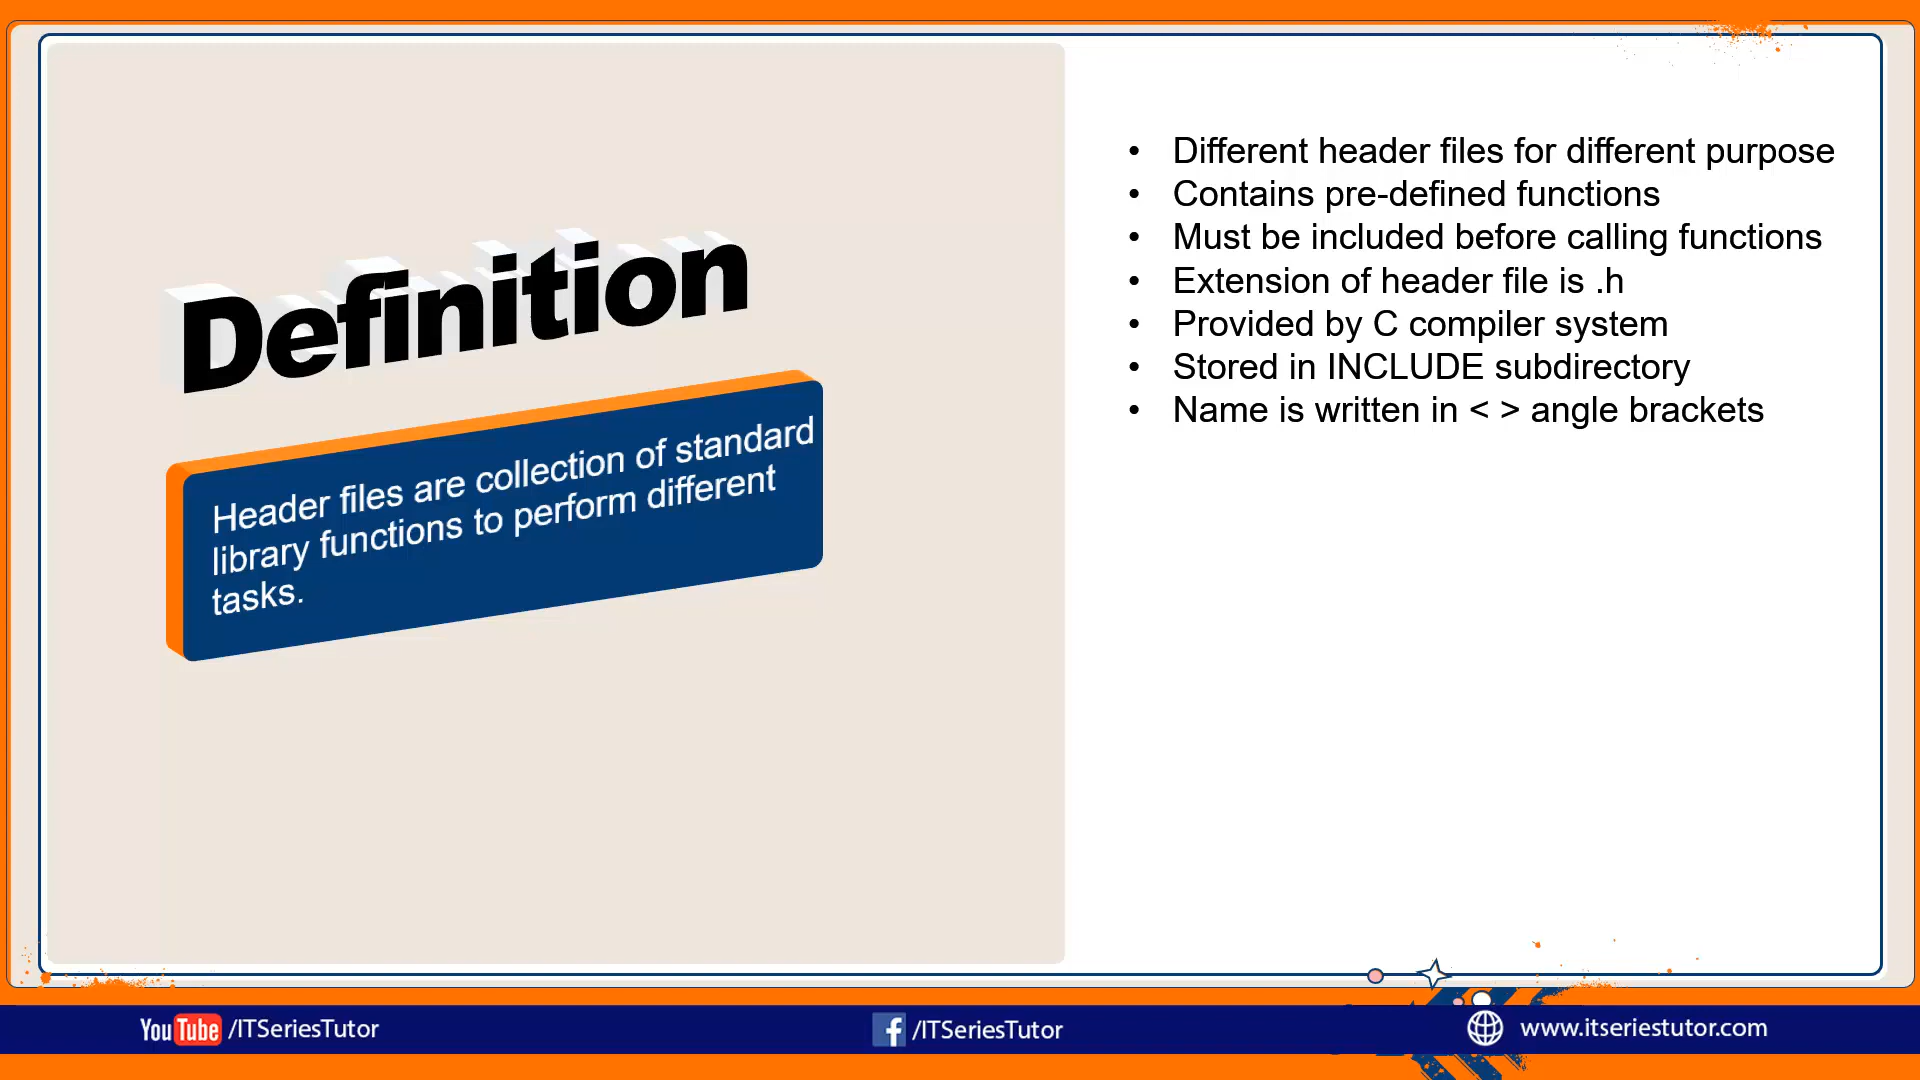 Definition
Header files are collection of standard
library functions to perform different
tasks.
• Different header files for different purpose
• Contains pre-defined functions
• Must be included before calling functions
• Extension of header file is .h
• Provided by C compiler system
• Stored in INCLUDE subdirectory
• Name is written in < > angle brackets
YouTube /ITSeriesTutor
f /ITSeriesTutor
www.itseriestutor.com